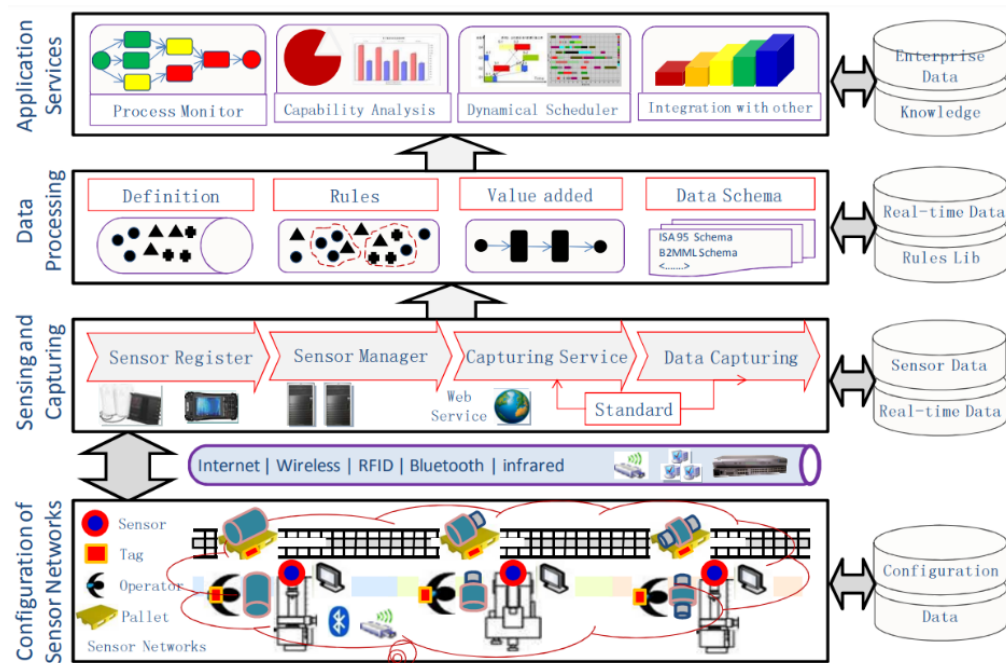 Application
Services
Process Monitor
Capability Analysis
Dynamical Scheduler
Integration with other
Enterprise
Data
Knowledge
Data
Processing
Definition
Rules
Value added
Data Schema
ISA95 Schema
B2MML Schema
<.......>
Real-time Data
Rules Lib
Sensing and
Capturing
Sensor Register
Sensor Manager
Capturing Service
Data Capturing
Web
Service
Standard
Sensor Data
Real-time Data
Internet | Wireless | RFID | Bluetooth | infrared
Configuration of
Sensor Networks
Sensor
Tag
Operator
Pallet
Sensor Networks
Configuration
Data